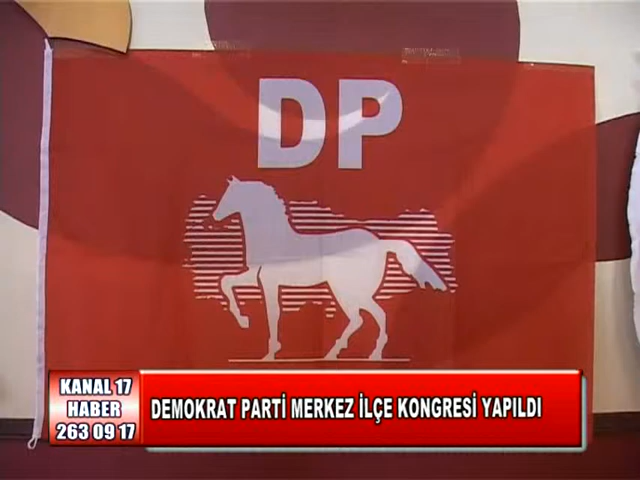 DP
KANAL 17
HABER
263 09 17
DEMOKRAT PARTİ MERKEZ İLÇE KONGRESİ YAPILDI